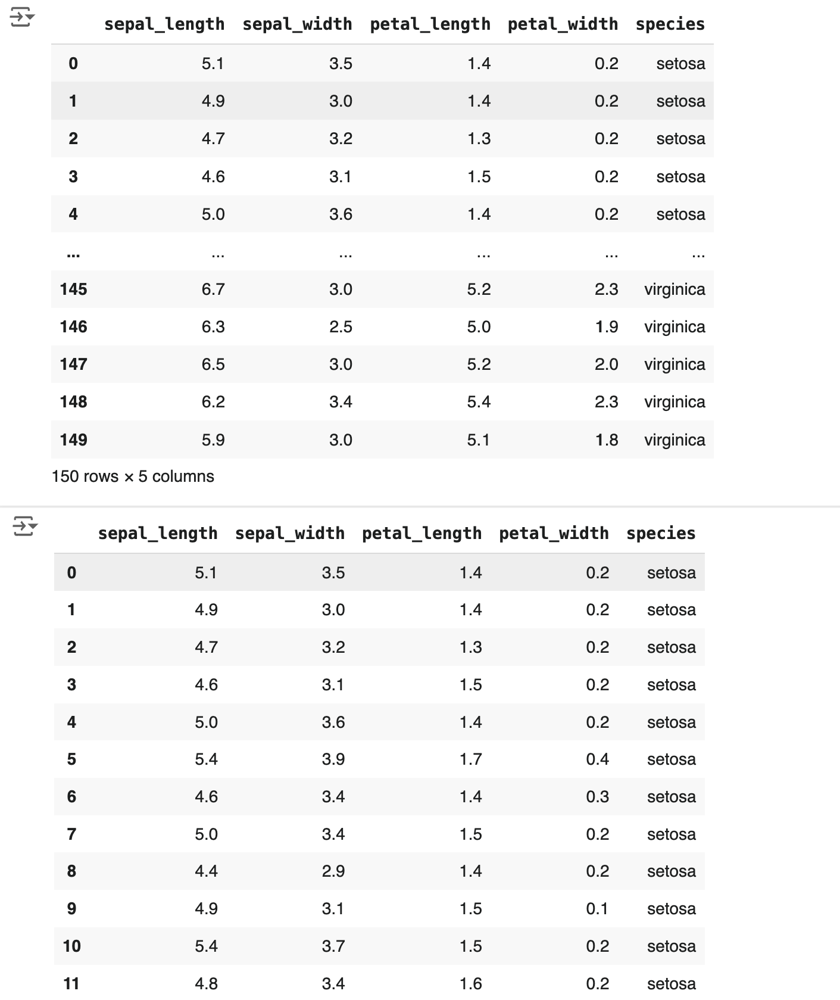 sepal_length sepal_width petal_length petal_width species
0 5.1 3.5 1.4 0.2 setosa
1 4.9 3.0 1.4 0.2 setosa
2 4.7 3.2 1.3 0.2 setosa
3 4.6 3.1 1.5 0.2 setosa
4 5.0 3.6 1.4 0.2 setosa
... ... ... ... ... ...
145 6.7 3.0 5.2 2.3 virginica
146 6.3 2.5 5.0 1.9 virginica
147 6.5 3.0 5.2 2.0 virginica
148 6.2 3.4 5.4 2.3 virginica
149 5.9 3.0 5.1 1.8 virginica
150 rows × 5 columns
sepal_length sepal_width petal_length petal_width species
0 5.1 3.5 1.4 0.2 setosa
1 4.9 3.0 1.4 0.2 setosa
2 4.7 3.2 1.3 0.2 setosa
3 4.6 3.1 1.5 0.2 setosa
4 5.0 3.6 1.4 0.2 setosa
5 5.4 3.9 1.7 0.4 setosa
6 4.6 3.4 1.4 0.3 setosa
7 5.0 3.4 1.5 0.2 setosa
8 4.4 2.9 1.4 0.2 setosa
9 4.9 3.1 1.5 0.1 setosa
10 5.4 3.7 1.5 0.2 setosa
11 4.8 3.4 1.6 0.2 setosa